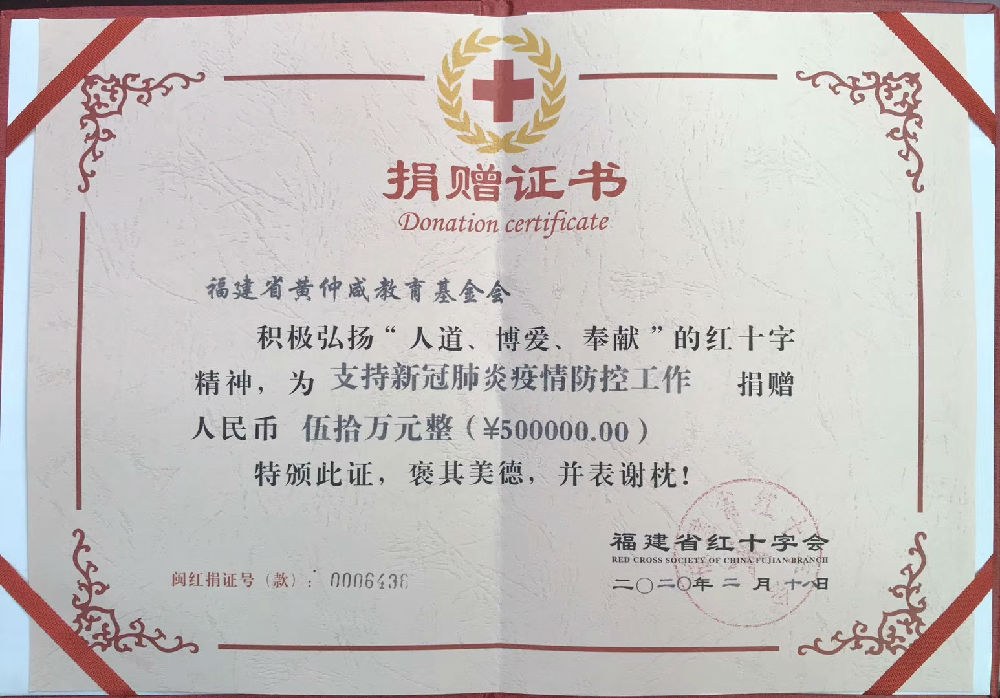 捐赠证书
Donation certificate
福建省黄仲咸教育基金会
积极弘扬“人道、博爱、奉献”的红十字
精神，为 支持新冠肺炎疫情防控工作 捐赠
人民币 伍拾万元整（¥500000.00）
特颁此证，褒其美德，并表谢枕！
福建省红十字会
RED CROSS SOCIETY OF CHINA FUJIAN BRANCH
二〇二〇年二月十八日
闽红捐证号（款）：0006438